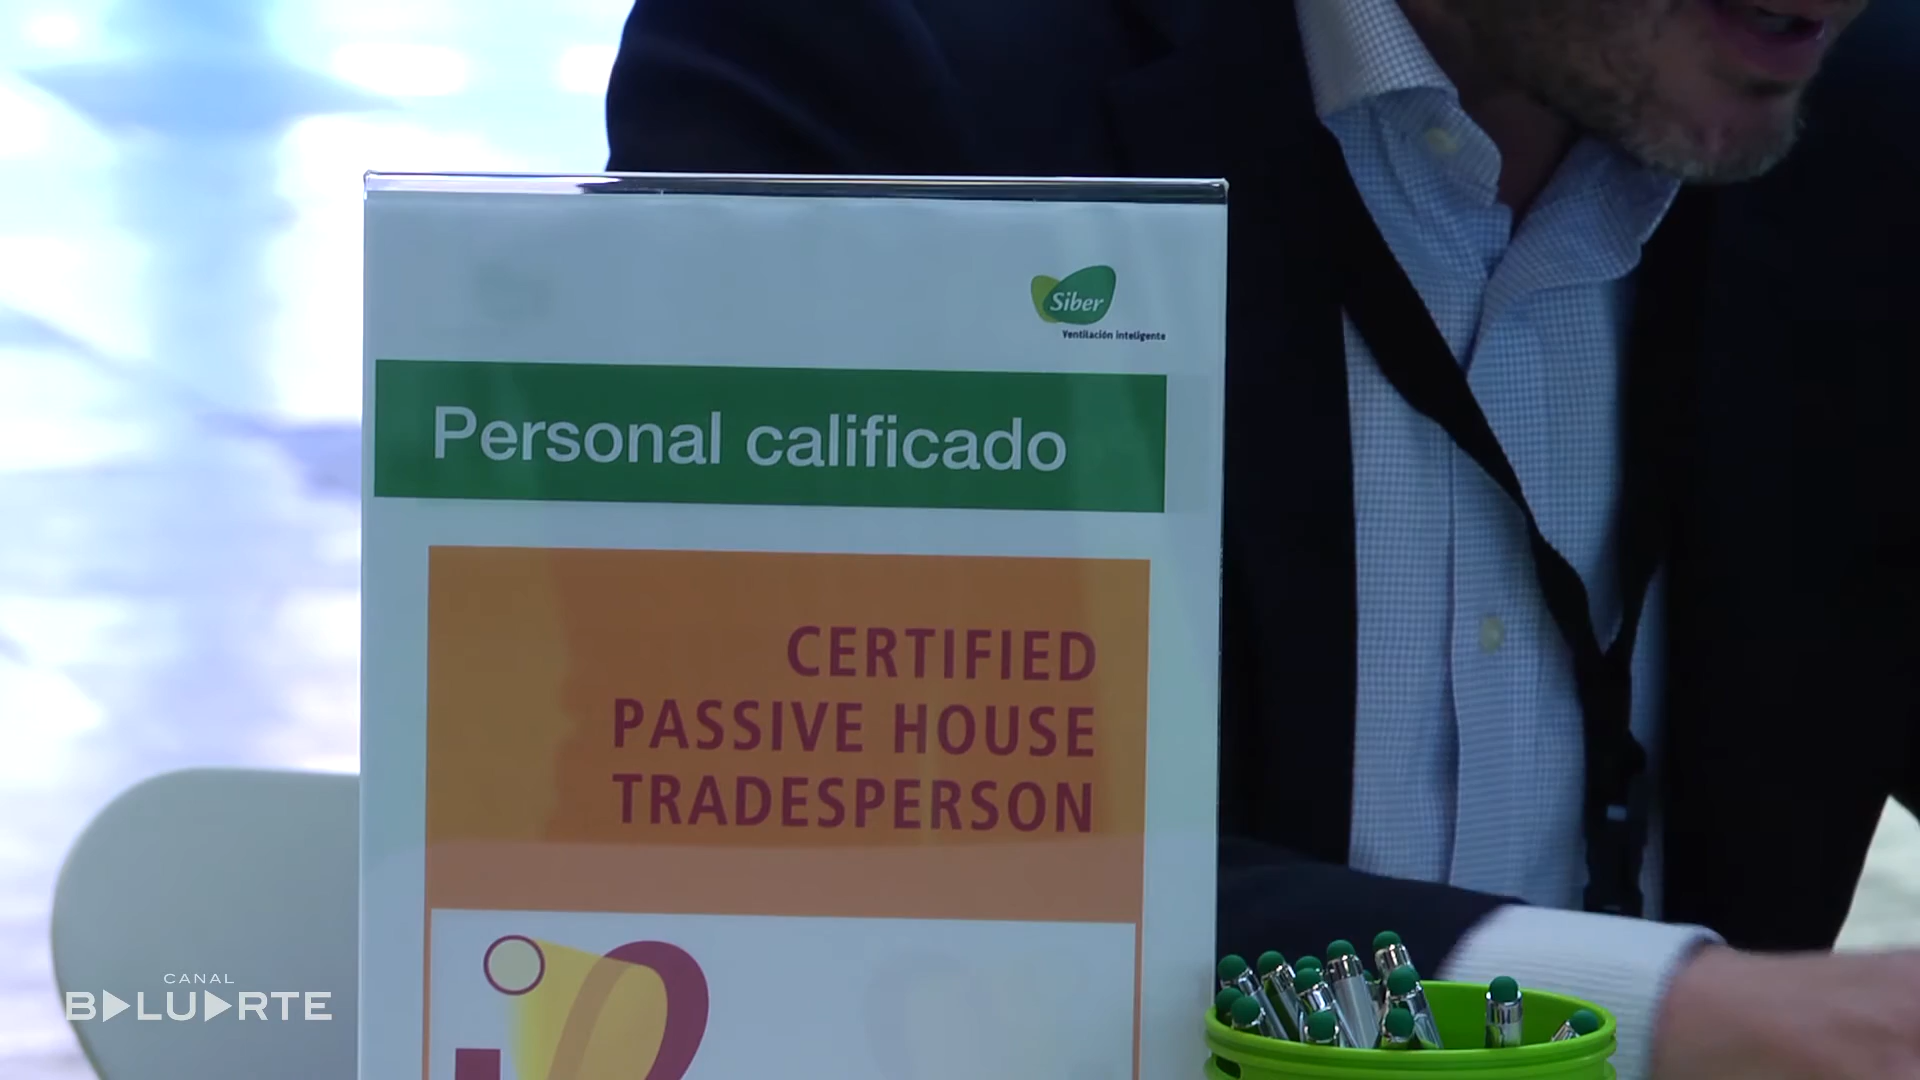 Siber
Ventilación inteligente
Personal calificado
CERTIFIED
PASSIVE HOUSE
TRADESPERSON
CANAL
BALUARTE